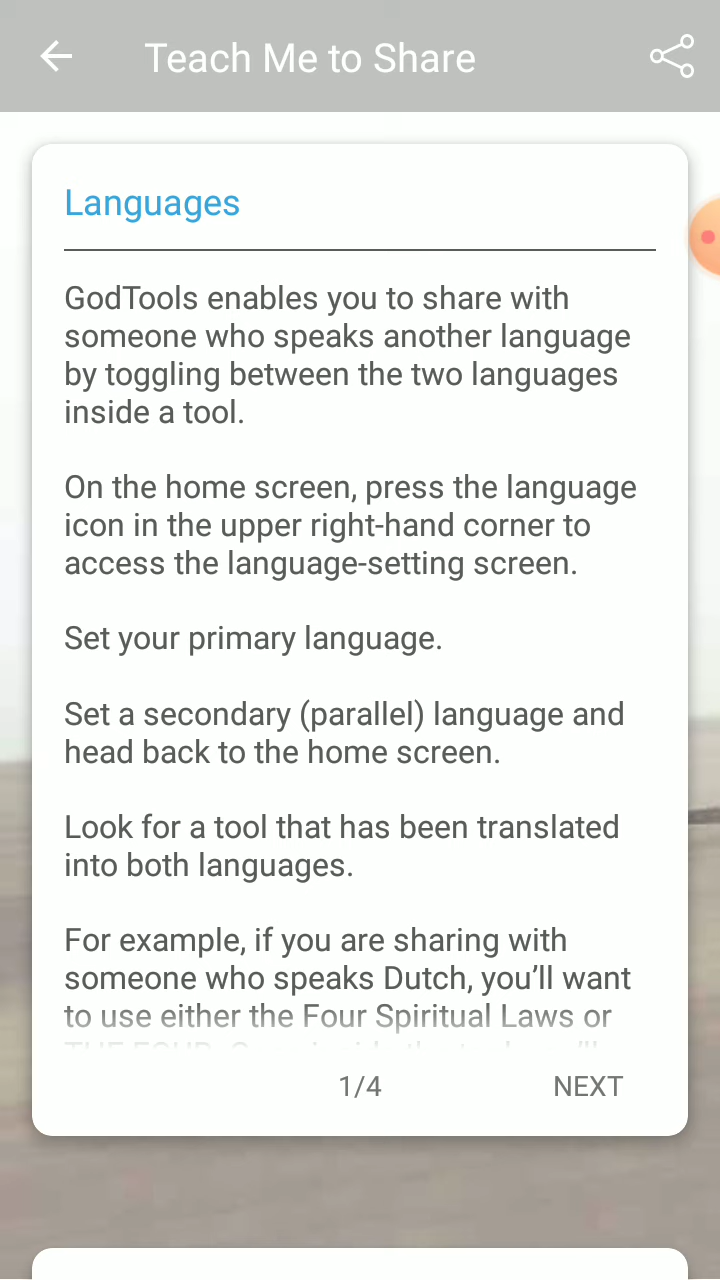 Teach Me to Share
Languages
GodTools enables you to share with
someone who speaks another language
by toggling between the two languages
inside a tool.
On the home screen, press the language
icon in the upper right-hand corner to
access the language-setting screen.
Set your primary language.
Set a secondary (parallel) language and
head back to the home screen.
Look for a tool that has been translated
into both languages.
For example, if you are sharing with
someone who speaks Dutch, you’ll want
to use either the Four Spiritual Laws or
1/4
NEXT